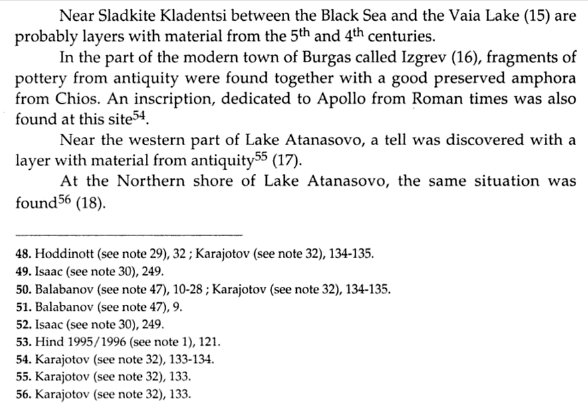 Near Sladkite Kladentsi between the Black Sea and the Vaia Lake (15) are
probably layers with material from the 5th and 4th centuries.
In the part of the modern town of Burgas called Izgrev (16), fragments of
pottery from antiquity were found together with a good preserved amphora
from Chios. An inscription, dedicated to Apollo from Roman times was also
found at this site54.
Near the western part of Lake Atanasovo, a tell was discovered with a
layer with material from antiquity55 (17).
At the Northern shore of Lake Atanasovo, the same situation was
found56 (18).
48. Hoddinott (see note 29), 32 ; Karajotov (see note 32), 134-135.
49. Isaac (see note 30), 249.
50. Balabanov (see note 47), 10-28 ; Karajotov (see note 32), 134-135.
51. Balabanov (see note 47), 9.
52. Isaac (see note 30), 249.
53. Hind 1995/1996 (see note 1), 121.
54. Karajotov (see note 32), 133-134.
55. Karajotov (see note 32), 133.
56. Karajotov (see note 32), 133.